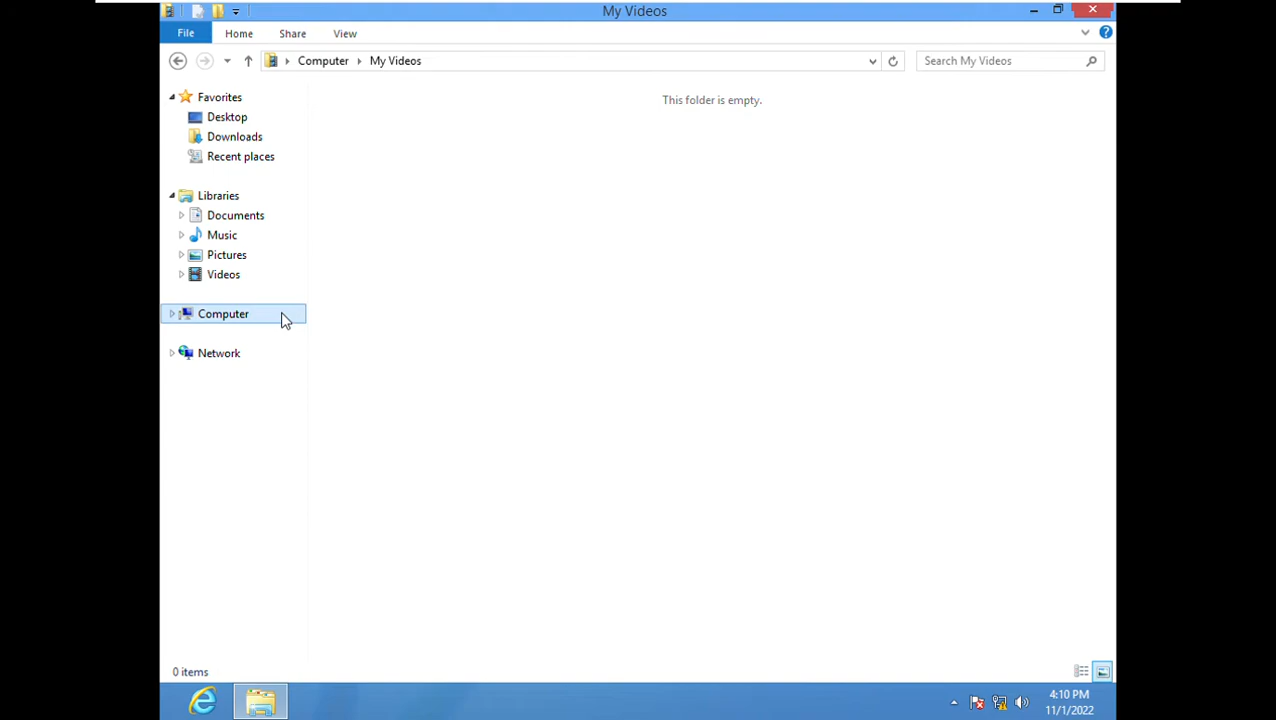 My Videos
File
Home
Share
View
Computer
My Videos
Search My Videos
Favorites
Desktop
Downloads
Recent places
Libraries
Documents
Music
Pictures
Videos
Computer
Network
This folder is empty.
0 items
4:10 PM
11/1/2022